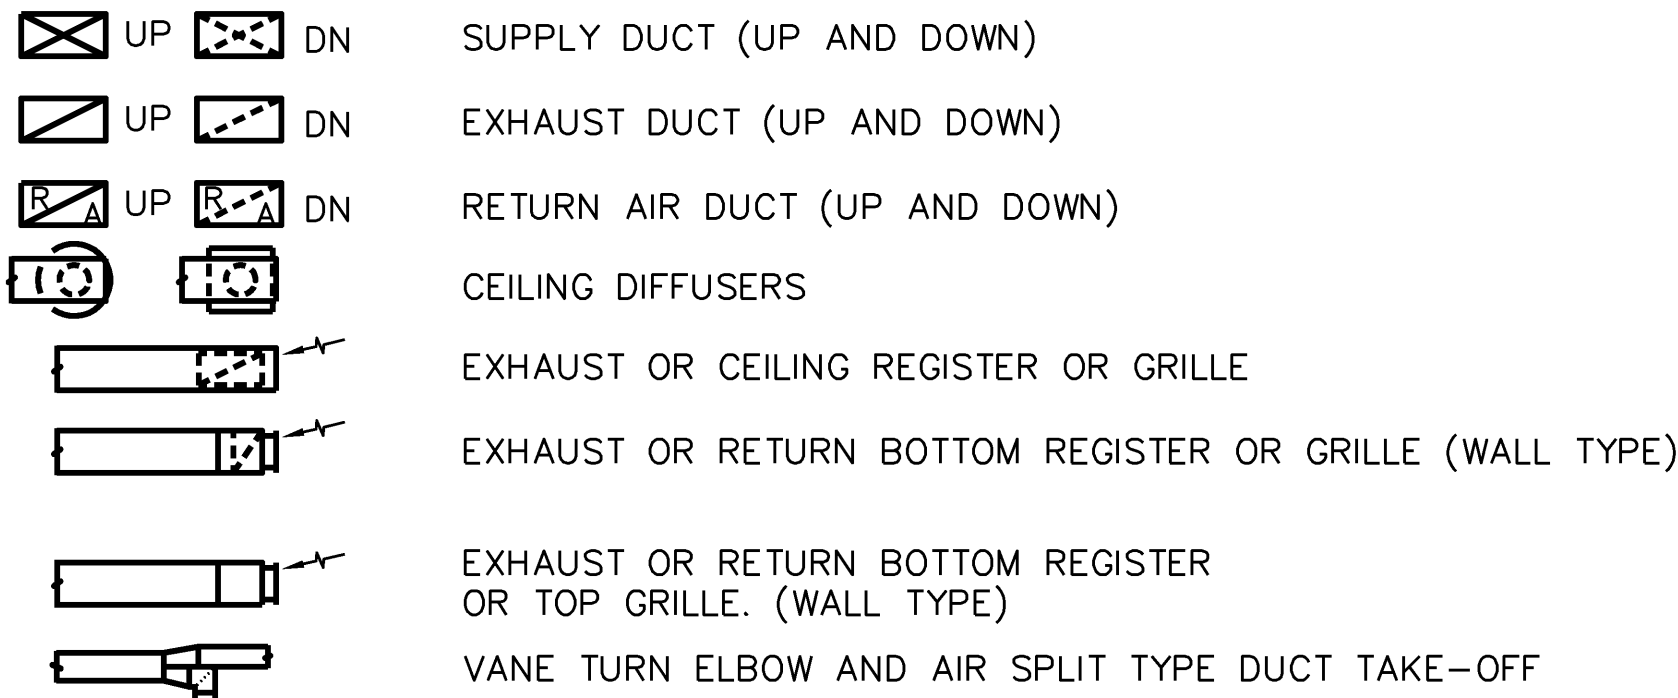 UP DN SUPPLY DUCT (UP AND DOWN)
UP DN EXHAUST DUCT (UP AND DOWN)
R A UP R A DN RETURN AIR DUCT (UP AND DOWN)
CEILING DIFFUSERS
EXHAUST OR CEILING REGISTER OR GRILLE
EXHAUST OR RETURN BOTTOM REGISTER OR GRILLE (WALL TYPE)
EXHAUST OR RETURN BOTTOM REGISTER
OR TOP GRILLE. (WALL TYPE)
VANE TURN ELBOW AND AIR SPLIT TYPE DUCT TAKE-OFF